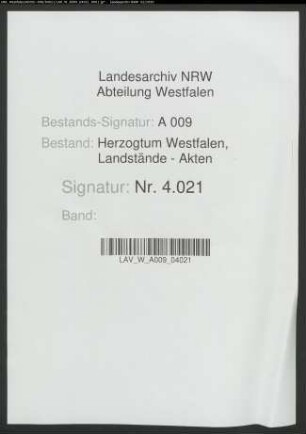 Landesarchiv NRW
Abteilung Westfalen
Bestands-Signatur: A 009
Bestand: Herzogtum Westfalen,
Landstände - Akten
Signatur: Nr. 4.021
Band:
LAV_W_A009_04021